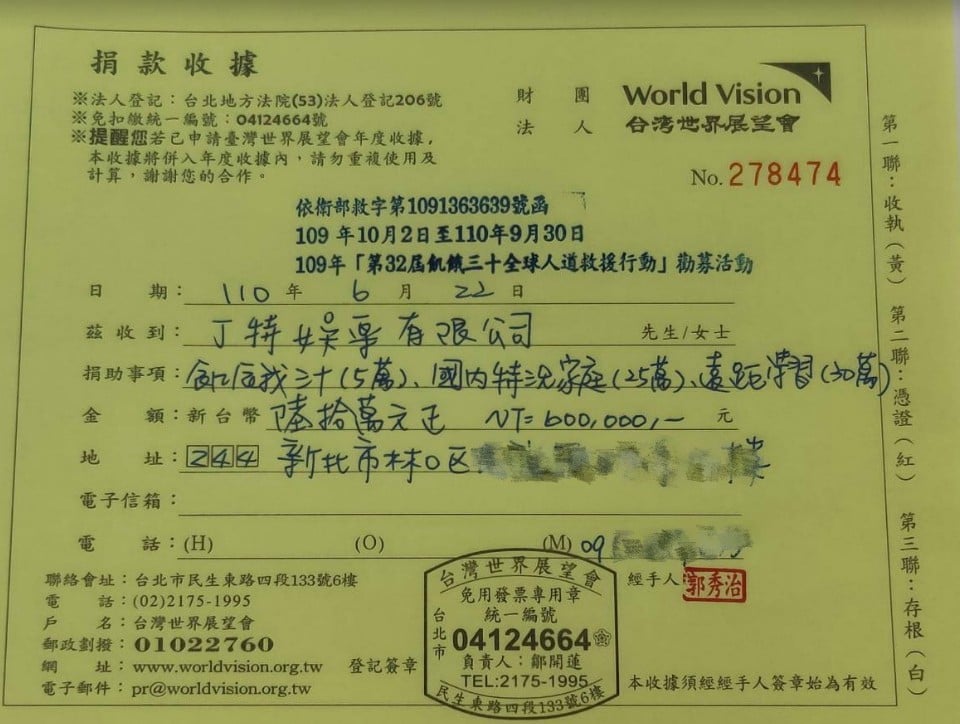 捐款收據
※法人登記：台北地方法院(53)法人登記206號
※免扣繳統一編號：04124664號
※提醒您若已申請臺灣世界展望會年度收據，
本收據將併入年度收據內，請勿重複使用及
計算，謝謝您的合作。
財團
法人
World Vision
台灣世界展望會
No. 278474
依衛部救字第1091363639號函
109 年10月2日至110年9月30日
109年「第32屆飢餓三十全球人道救援行動」勸募活動
日期：110 年 6 月 22 日
茲收到：丁特娛樂有限公司 先生/女士
捐助事項：飢餓三十(5萬)、國內特況家庭(25萬)、遠距學習(30萬)
金額：新台幣 陸拾萬元正 NT=600,000,- 元
地址：244 新北市林口区
電子信箱：
電話：(H) (O) (M) 09
聯絡會址：台北市民生東路四段133號6樓
電話：(02)2175-1995
戶名：台灣世界展望會
郵政劃撥：01022760
網址：www.worldvision.org.tw
電子郵件：pr@worldvision.org.tw
登記簽章
台灣世界展望會
免用發票專用章
統一編號
台北市
04124664
負責人：鄒開蓮
TEL:2175-1995
民生東路四段133號6樓
經手人
郭秀治
本收據須經經手人簽章始為有效
第一聯：收執（黃）
第二聯：憑證（紅）
第三聯：存根（白）